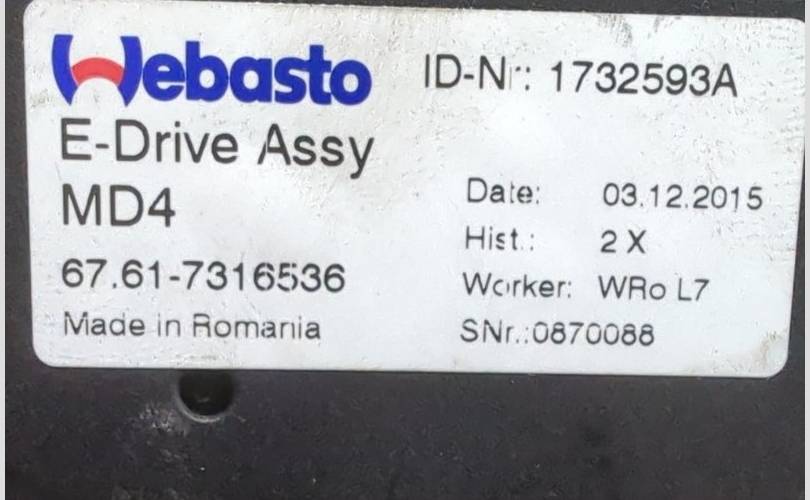 Webasto
ID-Nr: 1732593A
E-Drive Assy
MD4
67.61-7316536
Made in Romania
Date: 03.12.2015
Hist.: 2 X
Worker: WRo L7
SNr.:0870088